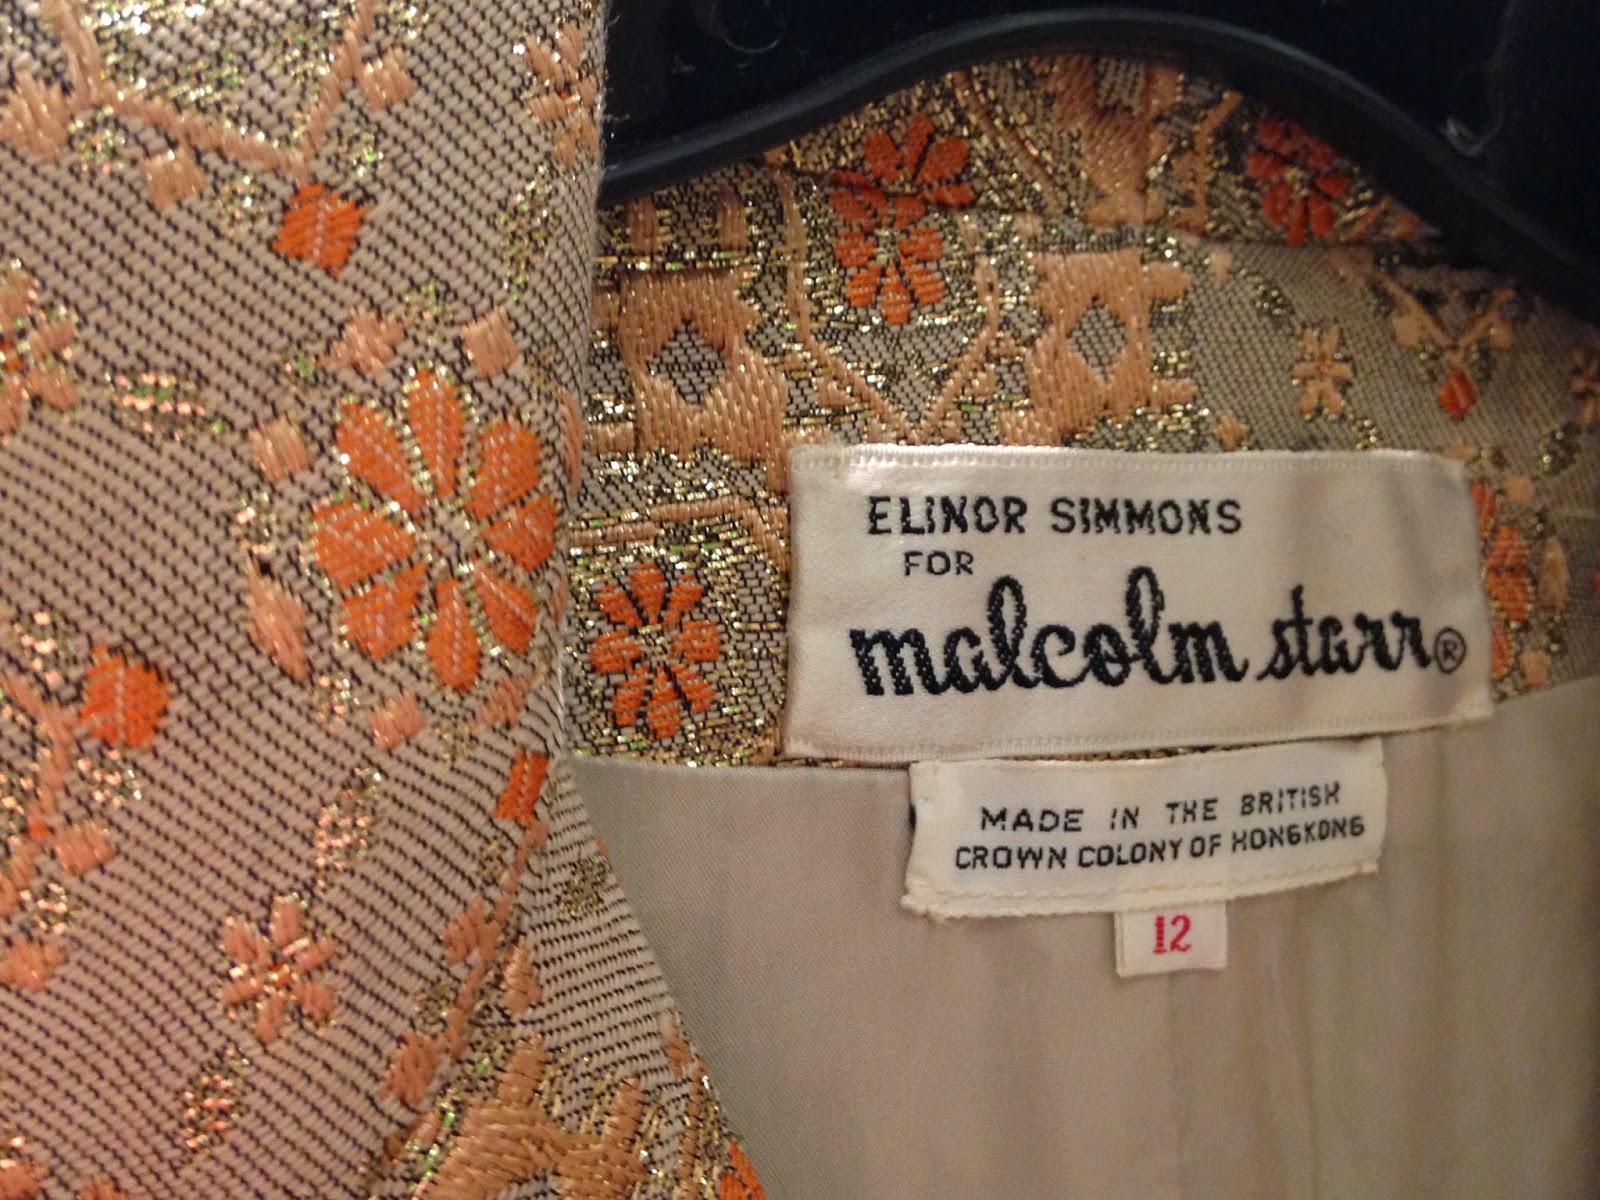 ELINOR SIMMONS
FOR
malcolm starr®
MADE IN THE BRITISH
CROWN COLONY OF HONGKONG
12